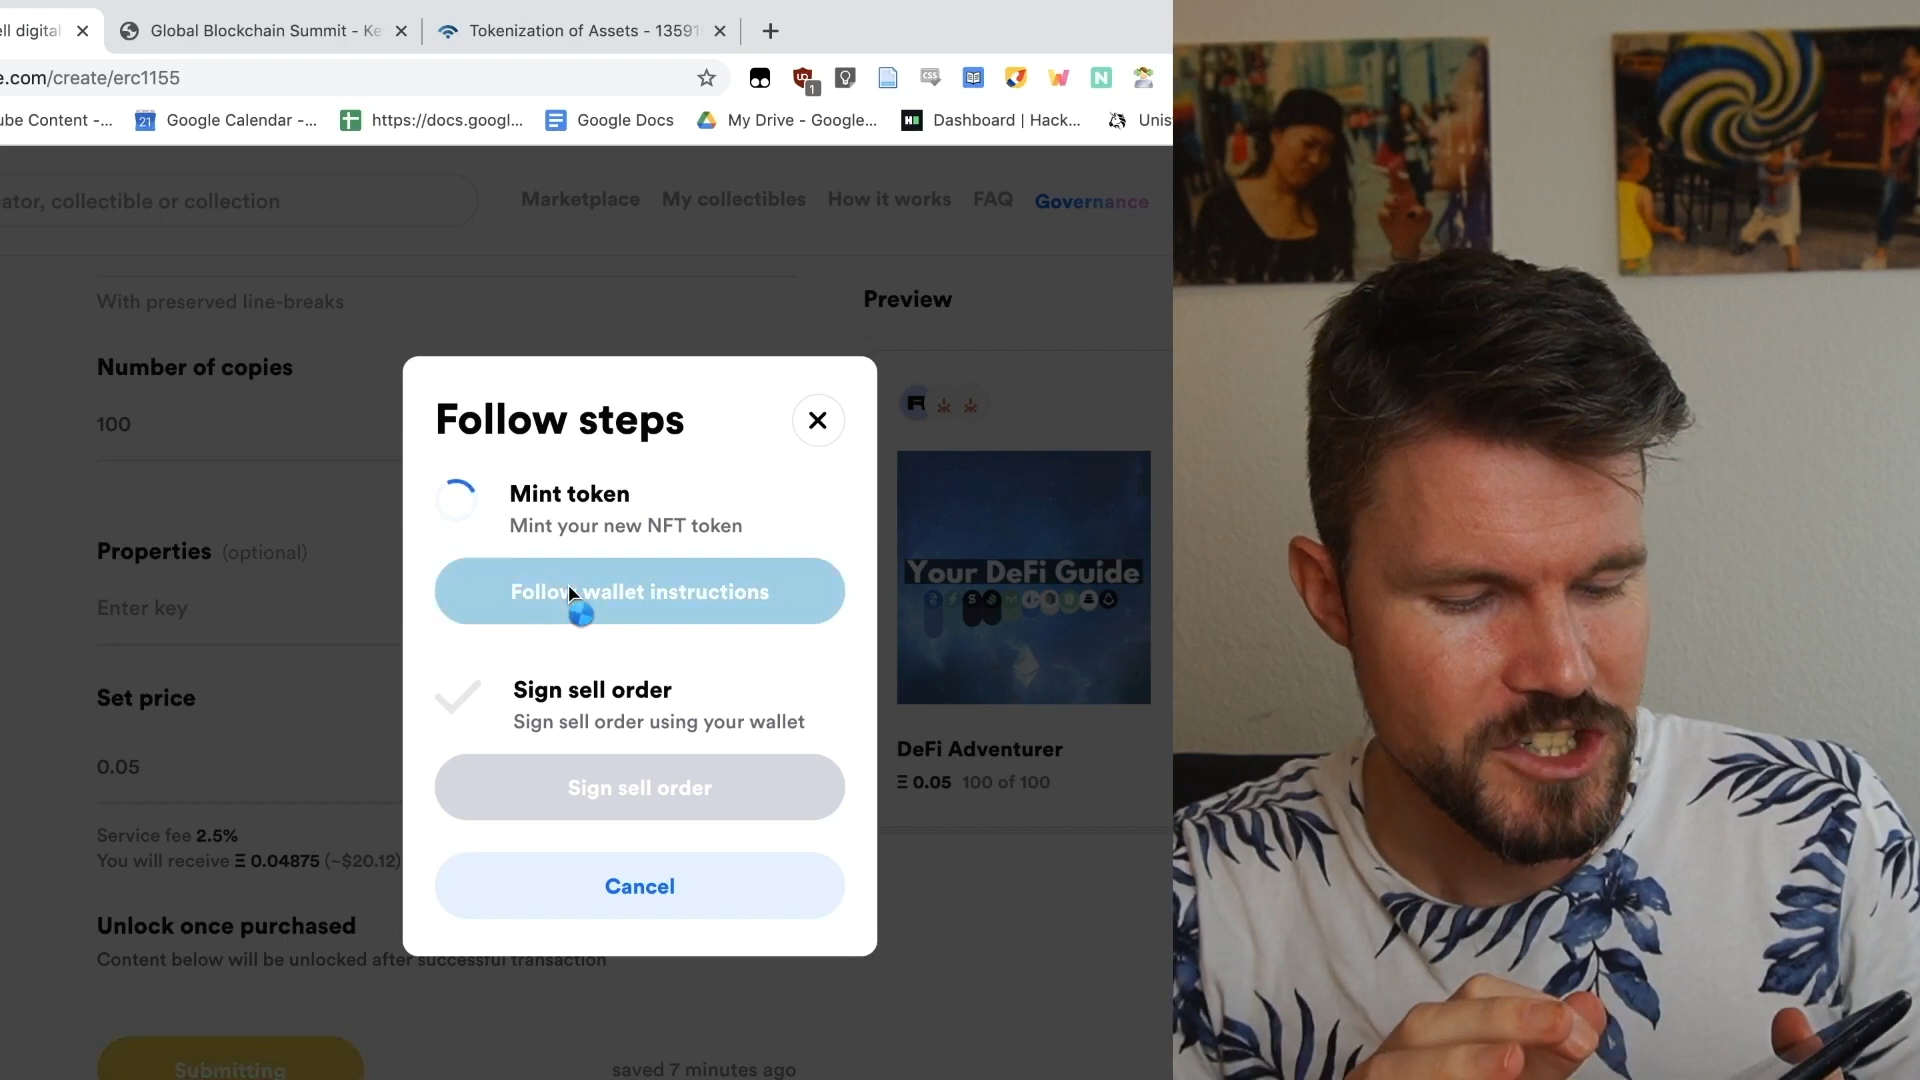 ell digital
Global Blockchain Summit - Ke
Tokenization of Assets - 13591
e.com/create/erc1155
ube Content -...
Google Calendar -...
https://docs.googl...
Google Docs
My Drive - Google...
Dashboard | Hack...
Unis
ator, collectible or collection
Marketplace
My collectibles
How it works
FAQ
Governance
With preserved line-breaks
Preview
Number of copies
100
Follow steps
Mint token
Mint your new NFT token
Follow wallet instructions
Properties (optional)
Enter key
Your DeFi Guide
Sign sell order
Sign sell order using your wallet
Set price
0.05
Sign sell order
DeFi Adventurer
Ξ 0.05 100 of 100
Service fee 2.5%
You will receive Ξ 0.04875 (~$20.12)
Cancel
Unlock once purchased
Content below will be unlocked after successful transaction
Submitting
saved 7 minutes ago